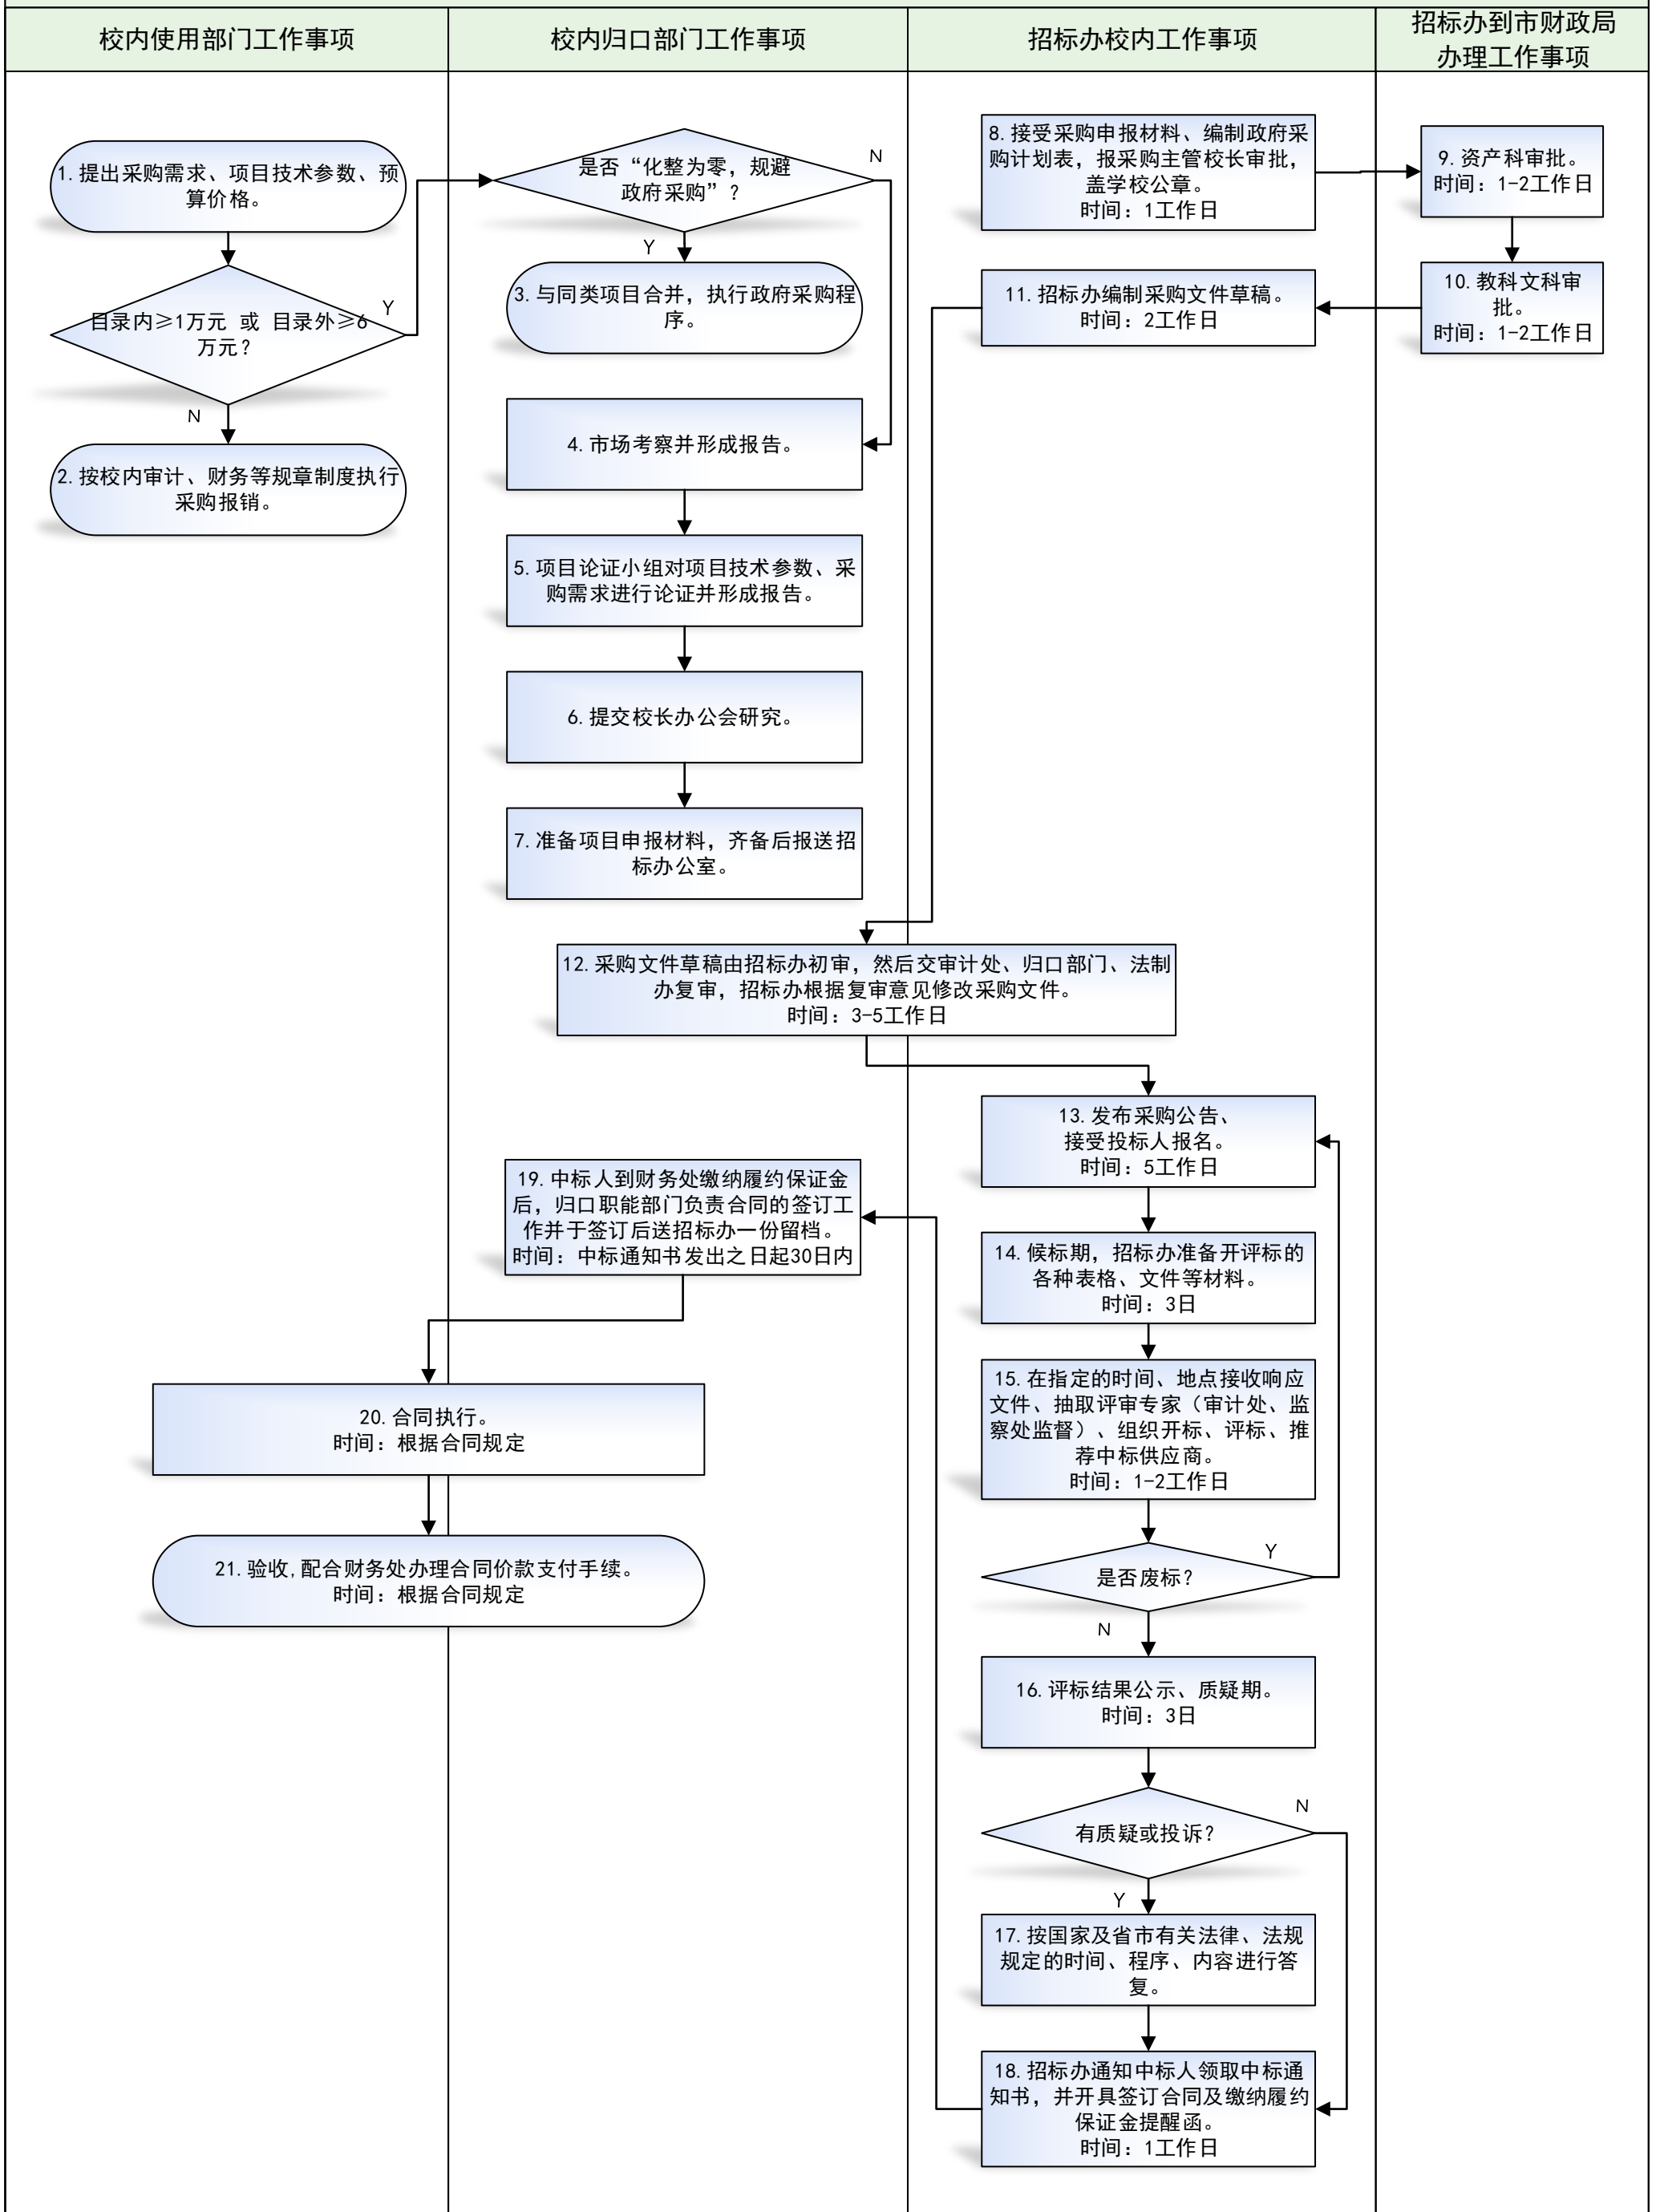 校内使用部门工作事项
校内归口部门工作事项
招标办校内工作事项
招标办到市财政局
办理工作事项
1.提出采购需求、项目技术参数、预
算价格。
目录内≥1万元 或 目录外≥6
万元？
Y
N
2.按校内审计、财务等规章制度执行
采购报销。
是否“化整为零，规避
政府采购”？
N
Y
3.与同类项目合并，执行政府采购程
序。
4.市场考察并形成报告。
5.项目论证小组对项目技术参数、采
购需求进行论证并形成报告。
6.提交校长办公会研究。
7.准备项目申报材料，齐备后报送招
标办公室。
8.接受采购申报材料、编制政府采
购计划表，报采购主管校长审批，
盖学校公章。
时间：1工作日
9.资产科审批。
时间：1-2工作日
10.教科文科审
批。
时间：1-2工作日
11.招标办编制采购文件草稿。
时间：2工作日
12.采购文件草稿由招标办初审，然后交审计处、归口部门、法制
办复审，招标办根据复审意见修改采购文件。
时间：3-5工作日
13.发布采购公告、
接受投标人报名。
时间：5工作日
14.候标期，招标办准备开评标的
各种表格、文件等材料。
时间：3日
15.在指定的时间、地点接收响应
文件、抽取评审专家（审计处、监
察处监督）、组织开标、评标、推
荐中标供应商。
时间：1-2工作日
是否废标？
Y
N
16.评标结果公示、质疑期。
时间：3日
有质疑或投诉？
N
Y
17.按国家及省市有关法律、法规
规定的时间、程序、内容进行答
复。
18.招标办通知中标人领取中标通
知书，并开具签订合同及缴纳履约
保证金提醒函。
时间：1工作日
19.中标人到财务处缴纳履约保证金
后，归口职能部门负责合同的签订工
作并于签订后送招标办一份留档。
时间：中标通知书发出之日起30日内
20.合同执行。
时间：根据合同规定
21.验收,配合财务处办理合同价款支付手续。
时间：根据合同规定